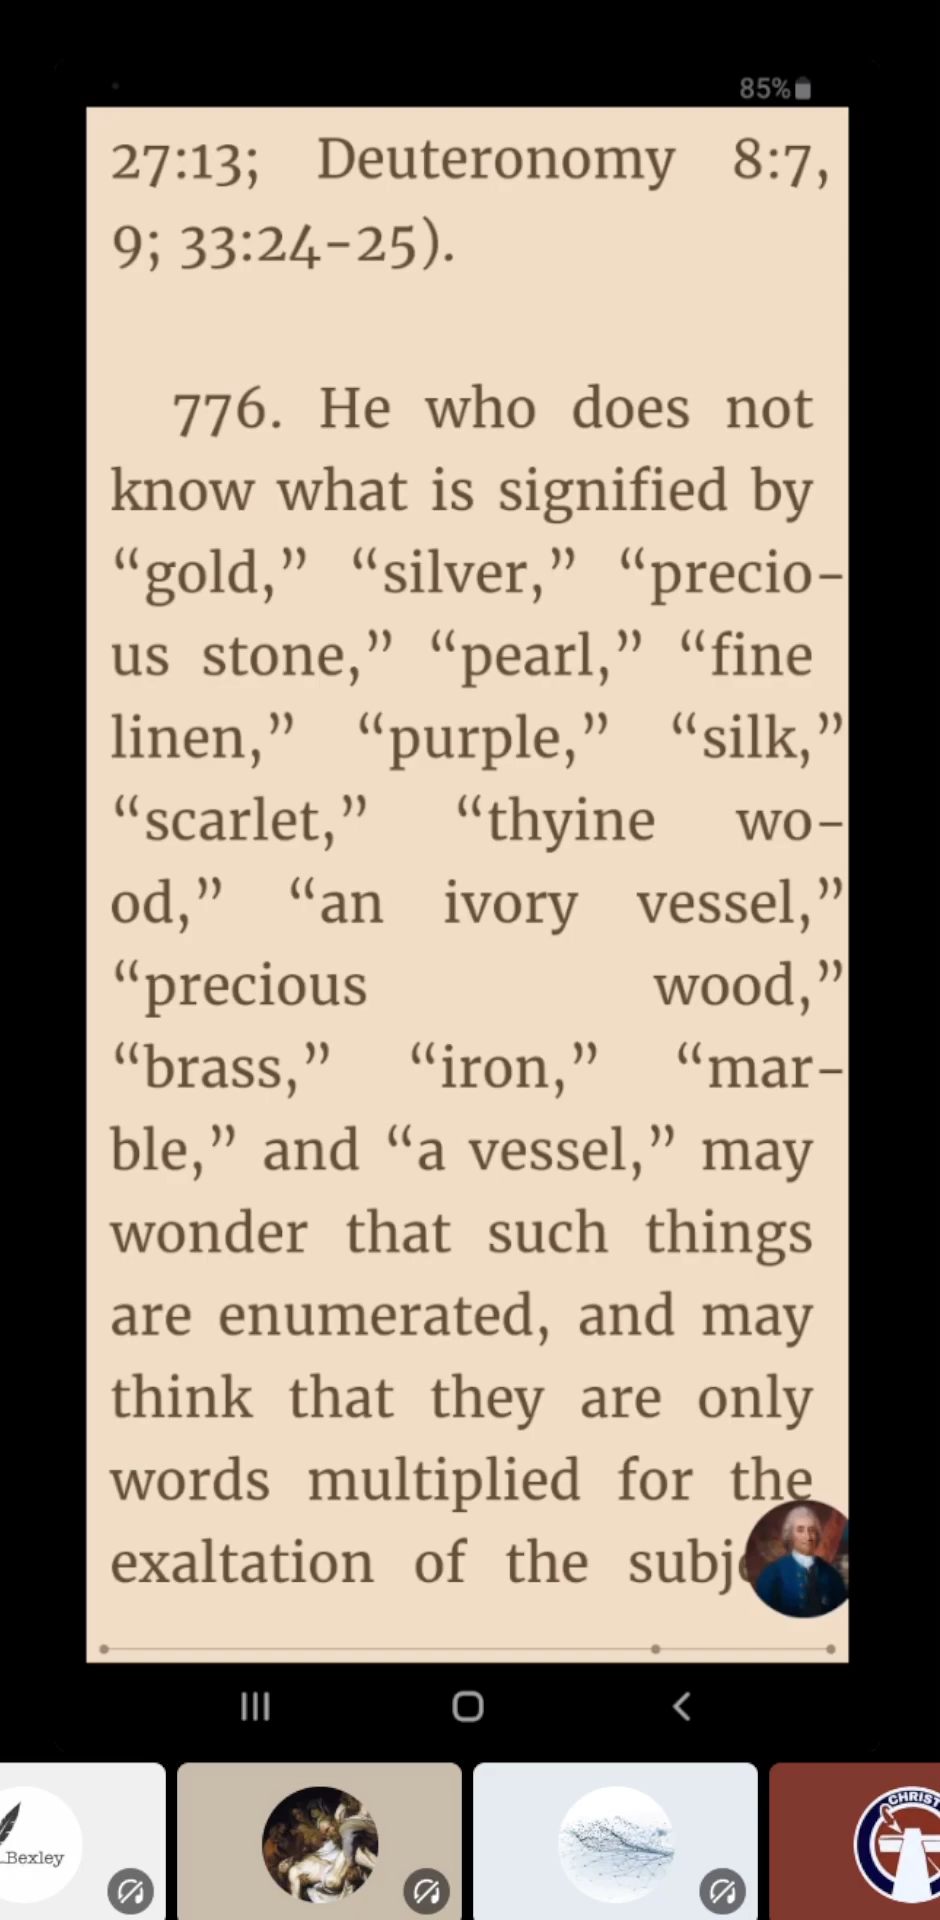 85%
27:13; Deuteronomy 8:7,
9; 33:24-25).
776. He who does not
know what is signified by
“gold,” “silver,” “precio-
us stone,” “pearl,” “fine
linen,” “purple,” “silk,”
“scarlet,” “thyine wo-
od,” “an ivory vessel,”
“precious wood,”
“brass,” “iron,” “mar-
ble,” and “a vessel,” may
wonder that such things
are enumerated, and may
think that they are only
words multiplied for the
exaltation of the
Bexley
CHRIST